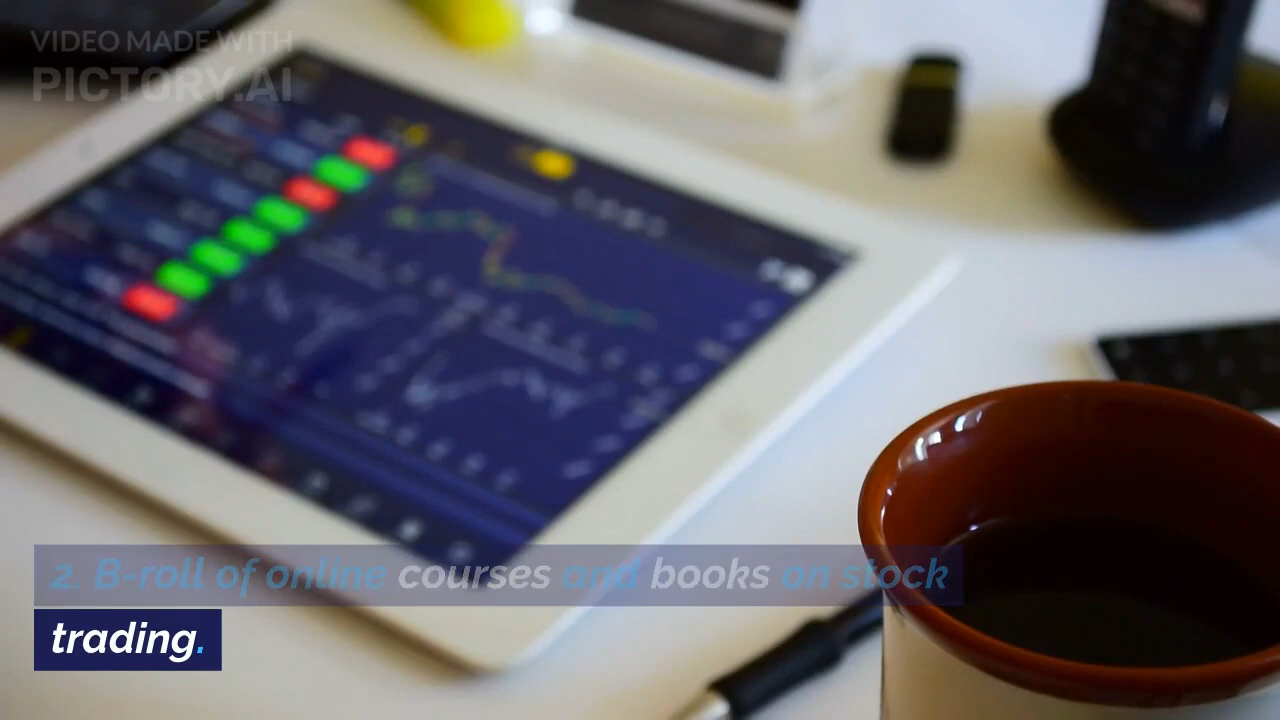 VIDEO MADE WITH
PICTORY.AI
2. B-roll of online courses and books on stock
trading.